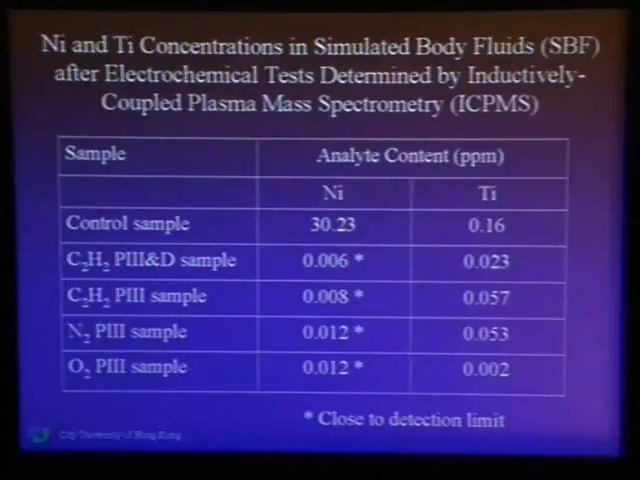 Ni and Ti Concentrations in Simulated Body Fluids (SBF)
after Electrochemical Tests Determined by Inductively-
Coupled Plasma Mass Spectrometry (ICPMS)
Sample Analyte Content (ppm)
Ni Ti
Control sample 30.23 0.16
C₂H₂ PIII&D sample 0.006 * 0.023
C₂H₂ PIII sample 0.008 * 0.057
N₂ PIII sample 0.012 * 0.053
O₂ PIII sample 0.012 * 0.002
* Close to detection limit
City University of Hong Kong